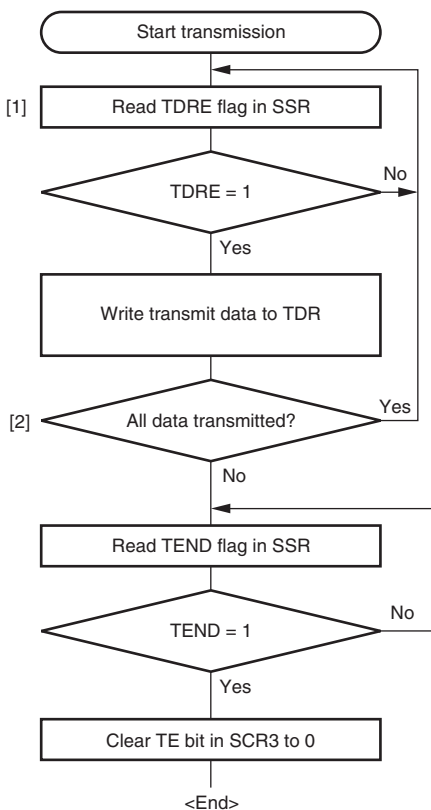 Start transmission
[1]
Read TDRE flag in SSR
TDRE = 1
No
Yes
Write transmit data to TDR
[2]
All data transmitted?
Yes
No
Read TEND flag in SSR
TEND = 1
No
Yes
Clear TE bit in SCR3 to 0
<End>